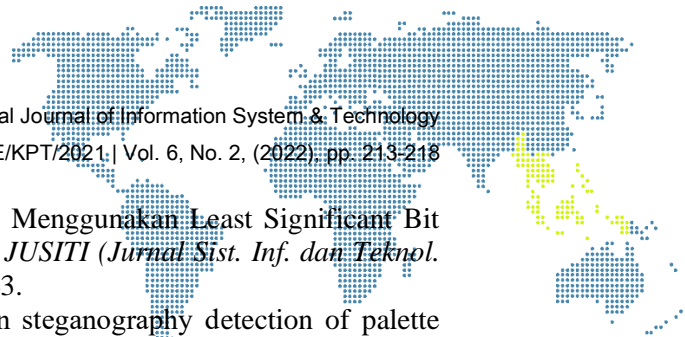 al Journal of Information System & Technology
E/KPT/2021 | Vol. 6, No. 2, (2022), pp. 213-218
Menggunakan Least Significant Bit
JUSITI (Jurnal Sist. Inf. dan Teknol.
3.
n steganography detection of palette